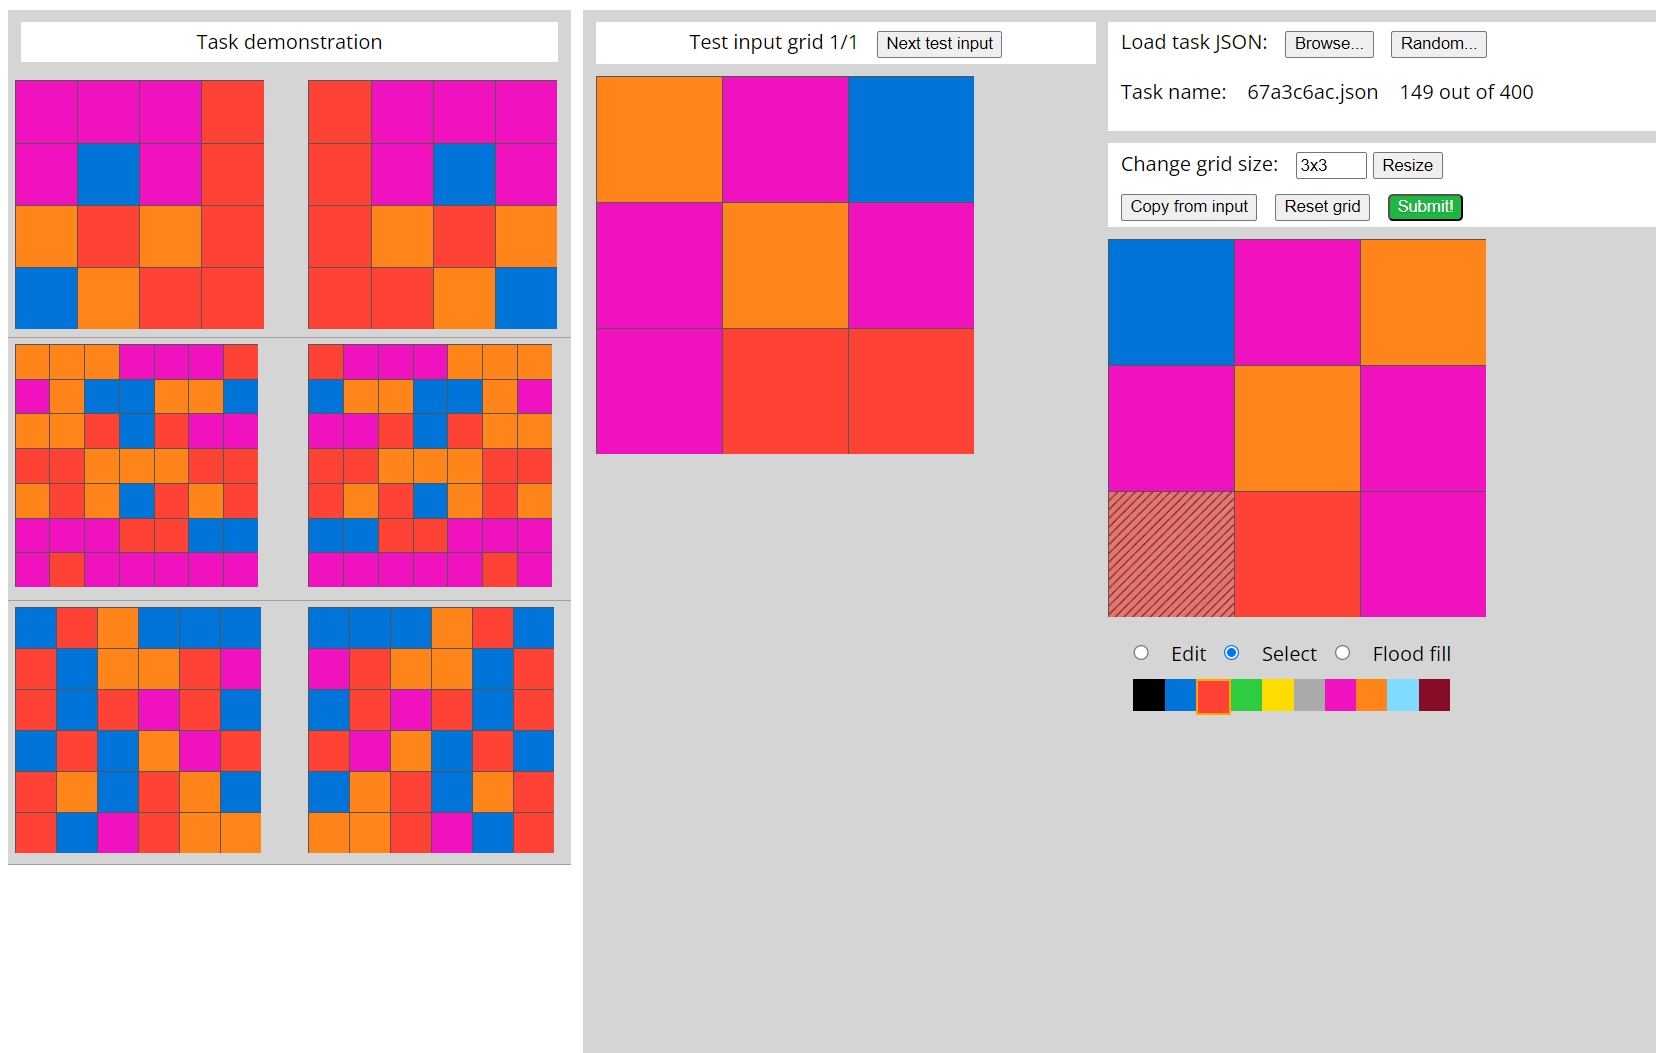 Task demonstration
Test input grid 1/1 Next test input
Load task JSON: Browse... Random...
Task name: 67a3c6ac.json 149 out of 400
Change grid size: 3x3 Resize
Copy from input Reset grid Submit!
Edit Select Flood fill